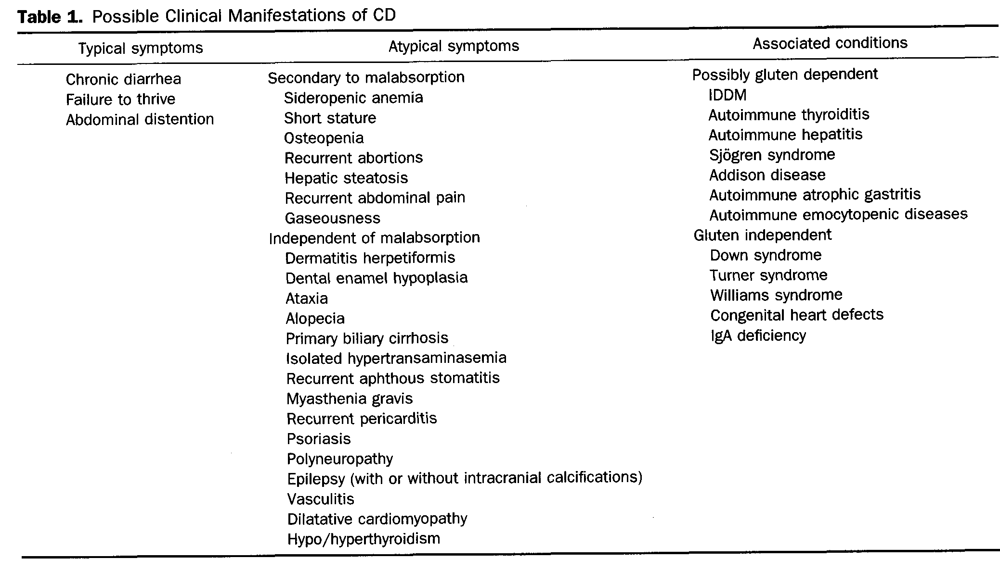 Table 1. Possible Clinical Manifestations of CD
Typical symptoms
Chronic diarrhea
Failure to thrive
Abdominal distention
Atypical symptoms
Secondary to malabsorption
Sideropenic anemia
Short stature
Osteopenia
Recurrent abortions
Hepatic steatosis
Recurrent abdominal pain
Gaseousness
Independent of malabsorption
Dermatitis herpetiformis
Dental enamel hypoplasia
Ataxia
Alopecia
Primary biliary cirrhosis
Isolated hypertransaminasemia
Recurrent aphthous stomatitis
Myasthenia gravis
Recurrent pericarditis
Psoriasis
Polyneuropathy
Epilepsy (with or without intracranial calcifications)
Vasculitis
Dilatative cardiomyopathy
Hypo/hyperthyroidism
Associated conditions
Possibly gluten dependent
IDDM
Autoimmune thyroiditis
Autoimmune hepatitis
Sjögren syndrome
Addison disease
Autoimmune atrophic gastritis
Autoimmune emocytopenic diseases
Gluten independent
Down syndrome
Turner syndrome
Williams syndrome
Congenital heart defects
IgA deficiency